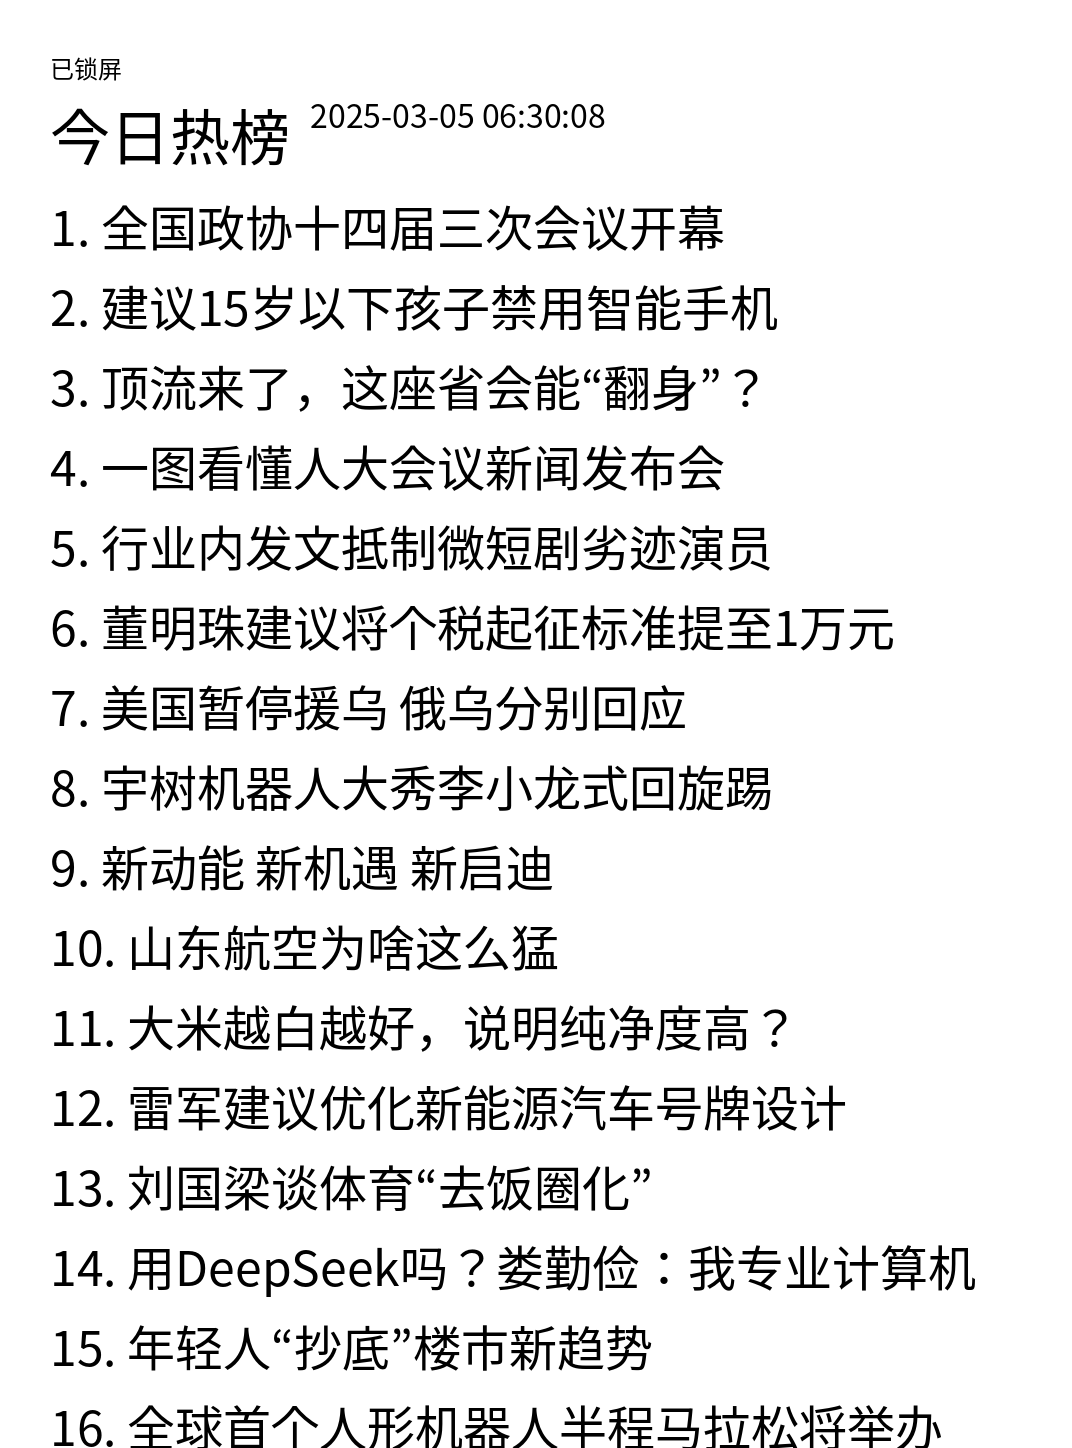 已锁屏
今日热榜 2025-03-05 06:30:08
1. 全国政协十四届三次会议开幕
2. 建议15岁以下孩子禁用智能手机
3. 顶流来了，这座省会能“翻身”？
4. 一图看懂人大会议新闻发布会
5. 行业内发文抵制微短剧劣迹演员
6. 董明珠建议将个税起征标准提至1万元
7. 美国暂停援乌 俄乌分别回应
8. 宇树机器人大秀李小龙式回旋踢
9. 新动能 新机遇 新启迪
10. 山东航空为啥这么猛
11. 大米越白越好，说明纯净度高？
12. 雷军建议优化新能源汽车号牌设计
13. 刘国梁谈体育“去饭圈化”
14. 用DeepSeek吗？娄勤俭：我专业计算机
15. 年轻人“抄底”楼市新趋势
16. 全球首个人形机器人半程马拉松将举办